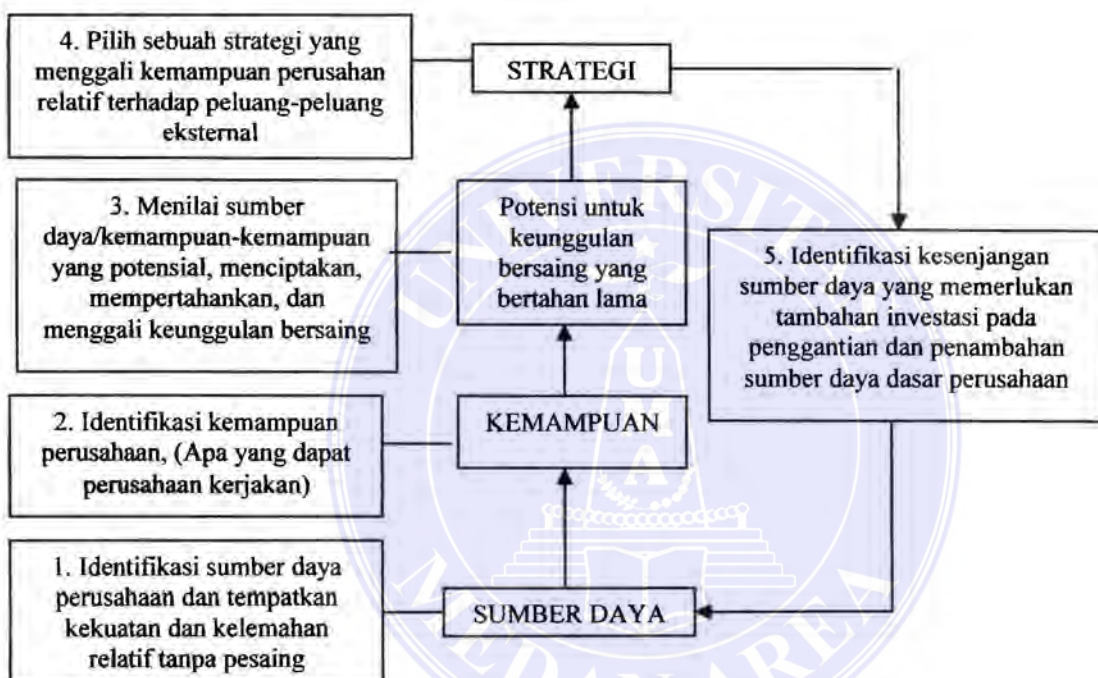 4. Pilih sebuah strategi yang
menggali kemampuan perusahan
relatif terhadap peluang-peluang
eksternal
STRATEGI
3. Menilai sumber
daya/kemampuan-kemampuan
yang potensial, menciptakan,
mempertahankan, dan
menggali keunggulan bersaing
Potensi untuk
keunggulan
bersaing yang
bertahan lama
5. Identifikasi kesenjangan
sumber daya yang memerlukan
tambahan investasi pada
penggantian dan penambahan
sumber daya dasar perusahaan
2. Identifikasi kemampuan
perusahaan, (Apa yang dapat
perusahaan kerjakan)
KEMAMPUAN
1. Identifikasi sumber daya
perusahaan dan tempatkan
kekuatan dan kelemahan
relatif tanpa pesaing
SUMBER DAYA
UNIVERSITAS
MEDAN AREA
U
M
A